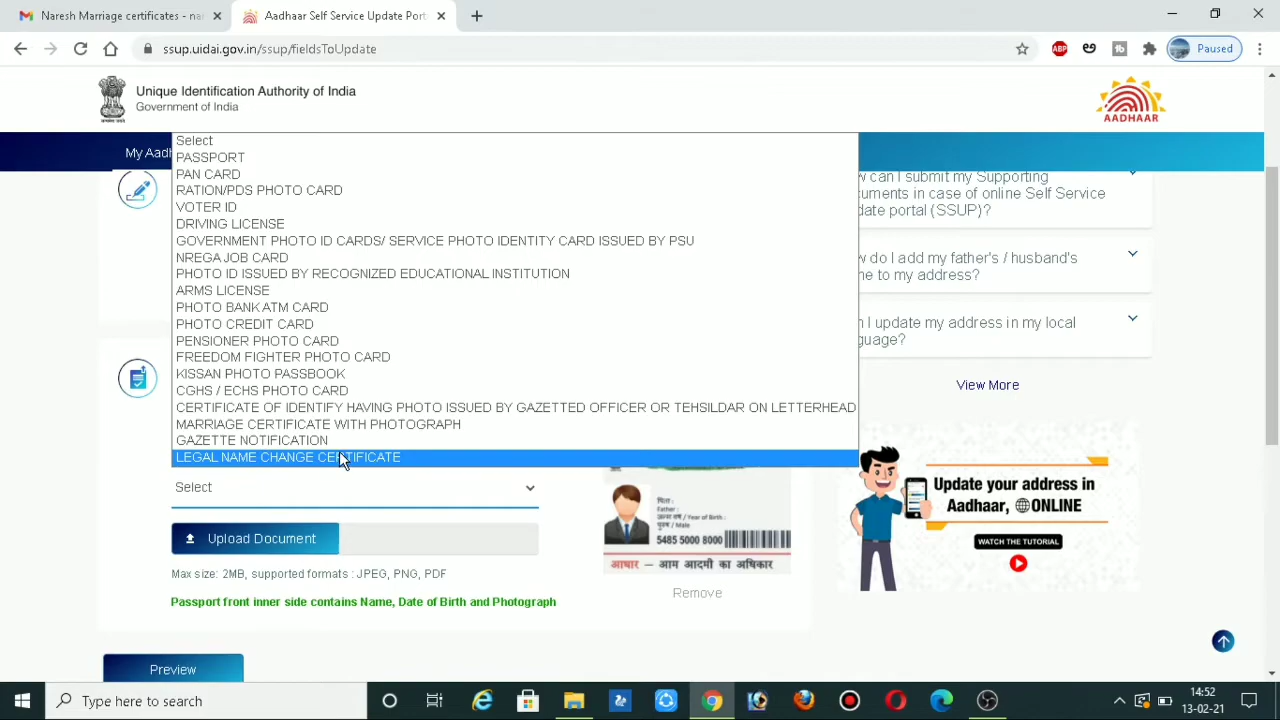 Naresh Marriage certificates - nar
Aadhaar Self Service Update Port
ssup.uidai.gov.in/ssup/fieldsToUpdate
ABP
tb
Paused
Unique Identification Authority of India
Government of India
AADHAAR
My Aadh
Select
PASSPORT
PAN CARD
RATION/PDS PHOTO CARD
VOTER ID
DRIVING LICENSE
GOVERNMENT PHOTO ID CARDS/ SERVICE PHOTO IDENTITY CARD ISSUED BY PSU
NREGA JOB CARD
PHOTO ID ISSUED BY RECOGNIZED EDUCATIONAL INSTITUTION
ARMS LICENSE
PHOTO BANK ATM CARD
PHOTO CREDIT CARD
PENSIONER PHOTO CARD
FREEDOM FIGHTER PHOTO CARD
KISSAN PHOTO PASSBOOK
CGHS / ECHS PHOTO CARD
CERTIFICATE OF IDENTIFY HAVING PHOTO ISSUED BY GAZETTED OFFICER OR TEHSILDAR ON LETTERHEAD
MARRIAGE CERTIFICATE WITH PHOTOGRAPH
GAZETTE NOTIFICATION
LEGAL NAME CHANGE CERTIFICATE
Select
Upload Document
Max size: 2MB, supported formats : JPEG, PNG, PDF
Passport front inner side contains Name, Date of Birth and Photograph
Preview
पिता :
Father :
/ Year of Birth :
पुरुष / Male
5485 5000 8000
आधार — आम आदमी का अधिकार
Remove
w can I submit my Supporting
cuments in case of online Self Service
date portal (SSUP)?
w do I add my father's / husband's
me to my address?
n I update my address in my local
guage?
View More
Update your address in
Aadhaar, ONLINE
WATCH THE TUTORIAL
Type here to search
14:52
13-02-21